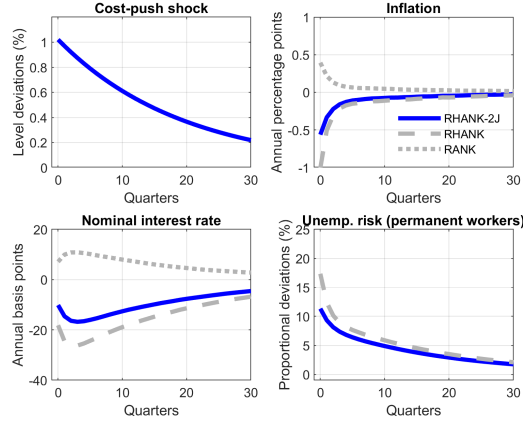 Cost-push shock
Level deviations (%)
1
0.8
0.6
0.4
0.2
0
0 10 20 30
Quarters
Inflation
Annual percentage points
1
0.5
0
-0.5
-1
RHANK-2J
RHANK
RANK
0 10 20 30
Quarters
Nominal interest rate
Annual basis points
20
0
-20
-40
0 10 20 30
Quarters
Unemp. risk (permanent workers)
Proportional deviations (%)
25
20
15
10
5
0
0 10 20 30
Quarters